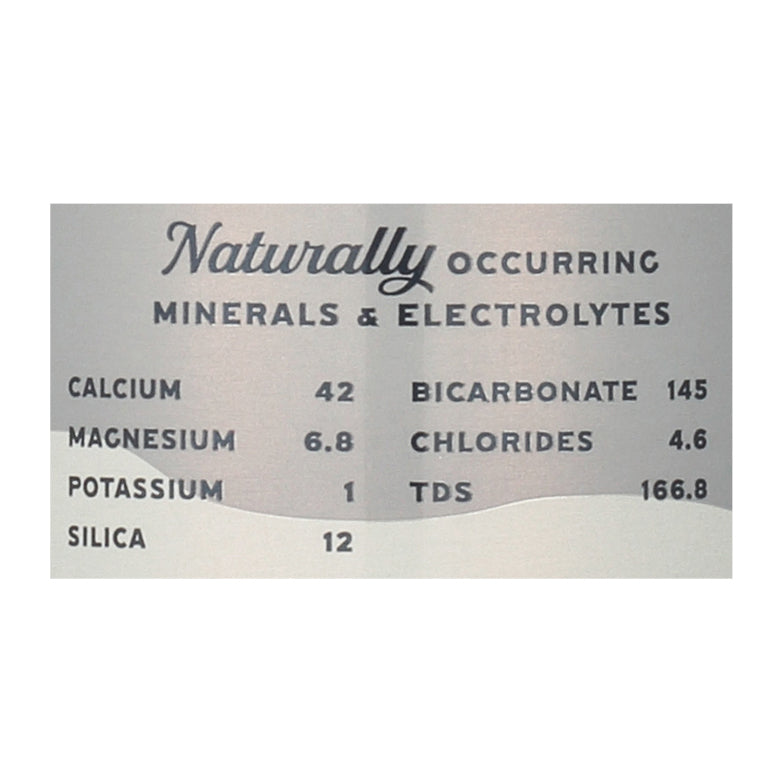 Naturally OCCURRING
MINERALS & ELECTROLYTES
CALCIUM 42 BICARBONATE 145
MAGNESIUM 6.8 CHLORIDES 4.6
POTASSIUM 1 TDS 166.8
SILICA 12